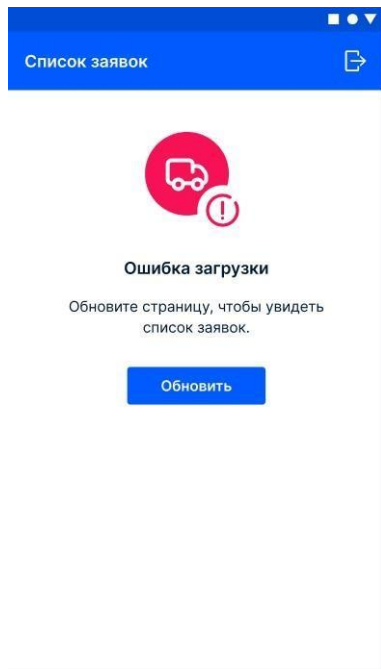 Список заявок
Ошибка загрузки
Обновите страницу, чтобы увидеть
список заявок.
Обновить